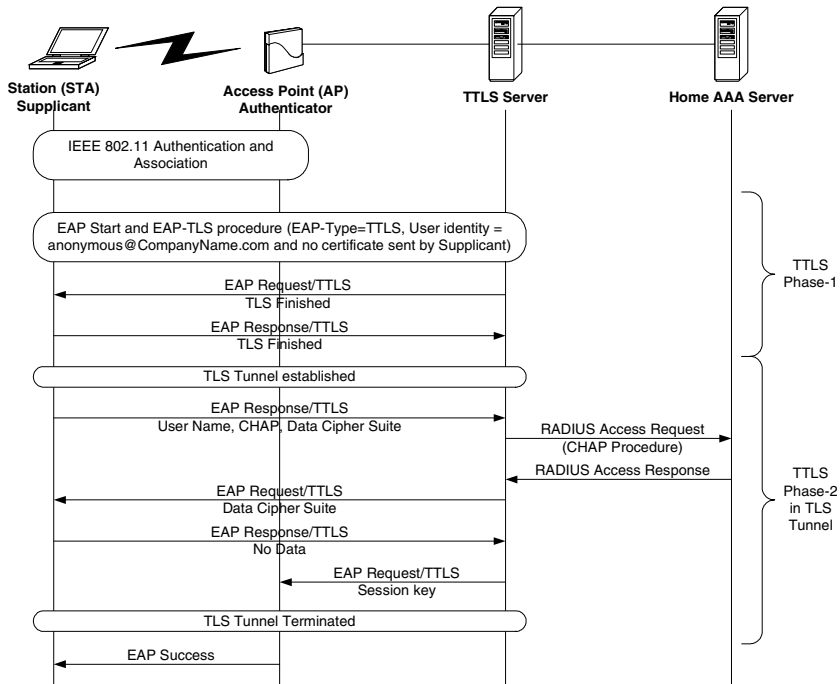 Station (STA)
Supplicant
Access Point (AP)
Authenticator
TTLS Server
Home AAA Server
IEEE 802.11 Authentication and
Association
EAP Start and EAP-TLS procedure (EAP-Type=TTLS, User identity =
anonymous@CompanyName.com and no certificate sent by Supplicant)
EAP Request/TTLS
TLS Finished
EAP Response/TTLS
TLS Finished
TTLS
Phase-1
TLS Tunnel established
EAP Response/TTLS
User Name, CHAP, Data Cipher Suite
RADIUS Access Request
(CHAP Procedure)
RADIUS Access Response
EAP Request/TTLS
Data Cipher Suite
EAP Response/TTLS
No Data
EAP Request/TTLS
Session key
TTLS
Phase-2
in TLS
Tunnel
TLS Tunnel Terminated
EAP Success